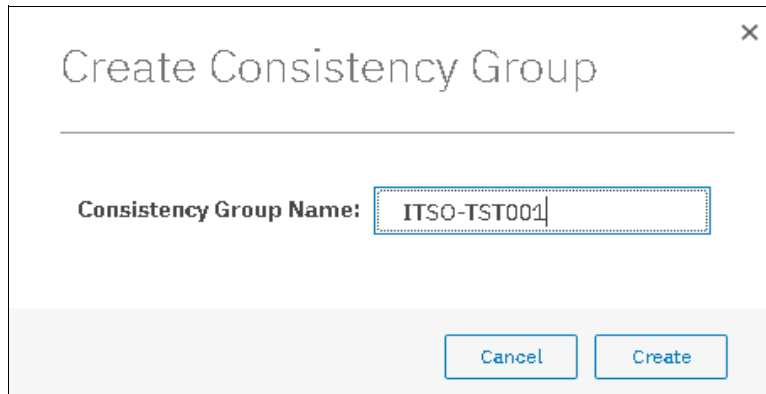 Create Consistency Group
Consistency Group Name: ITSO-TST001
Cancel Create